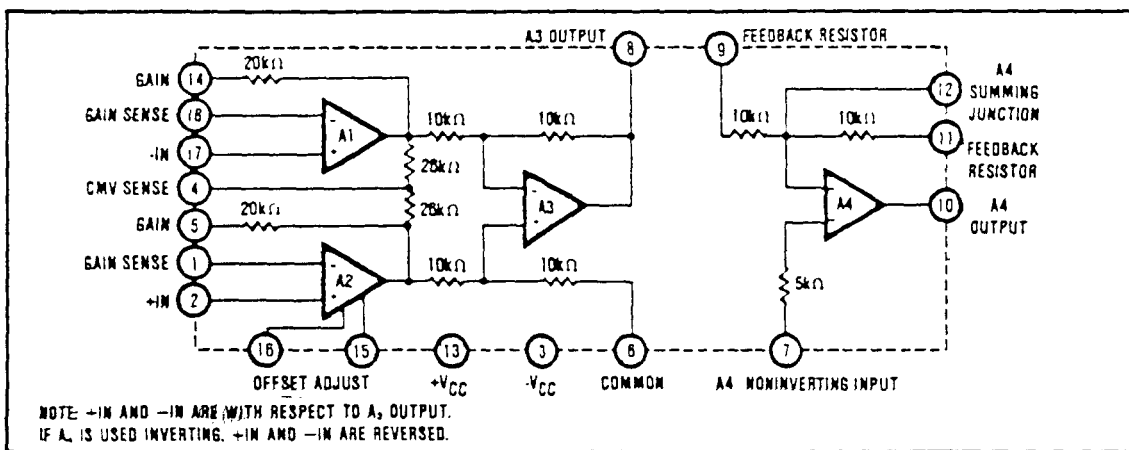 A3 OUTPUT
8
9
FEEDBACK RESISTOR
GAIN
14
20kΩ
GAIN SENSE
18
-IN
17
CMV SENSE
4
GAIN
5
20kΩ
GAIN SENSE
1
+IN
2
A1
-
+
10kΩ
10kΩ
26kΩ
26kΩ
A2
-
+
10kΩ
10kΩ
A3
-
-
10kΩ
10kΩ
A4
12
A4
SUMMING
JUNCTION
11
FEEDBACK
RESISTOR
10
A4
OUTPUT
5kΩ
16
15
13
3
6
7
OFFSET ADJUST
+VCC
-VCC
COMMON
A4 NONINVERTING INPUT
NOTE: +IN AND -IN ARE WITH RESPECT TO A3 OUTPUT.
IF A4 IS USED INVERTING, +IN AND -IN ARE REVERSED.